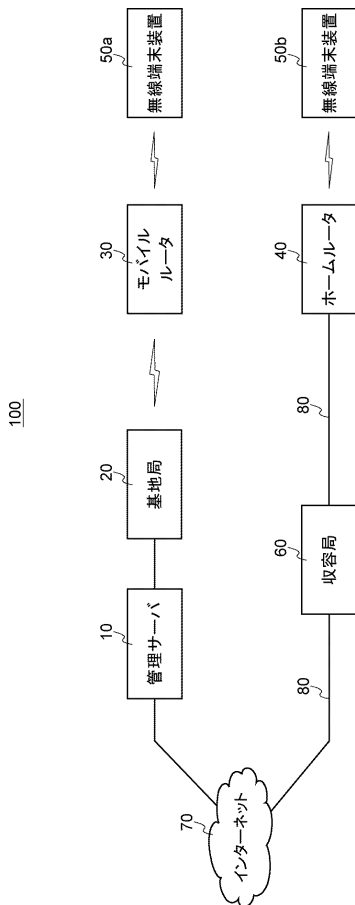 100
70
インターネット
10
管理サーバ
20
基地局
30
モバイル
ルータ
50a
無線端末装置
80
60
収容局
80
40
ホームルータ
50b
無線端末装置